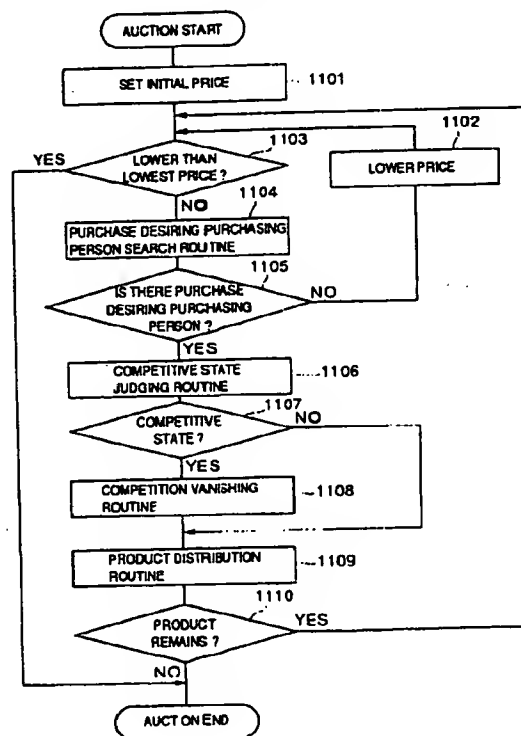 AUCTION START
SET INITIAL PRICE
1101
1102
1103
YES
LOWER THAN
LOWEST PRICE ?
LOWER PRICE
NO
1104
PURCHASE DESIRING PURCHASING
PERSON SEARCH ROUTINE
1105
IS THERE PURCHASE
DESIRING PURCHASING
PERSON ?
NO
YES
COMPETITIVE STATE
JUDGING ROUTINE
1106
1107
COMPETITIVE
STATE ?
NO
YES
COMPETITION VANISHING
ROUTINE
1108
PRODUCT DISTRIBUTION
ROUTINE
1109
1110
PRODUCT
REMAINS ?
YES
NO
AUCT ON END